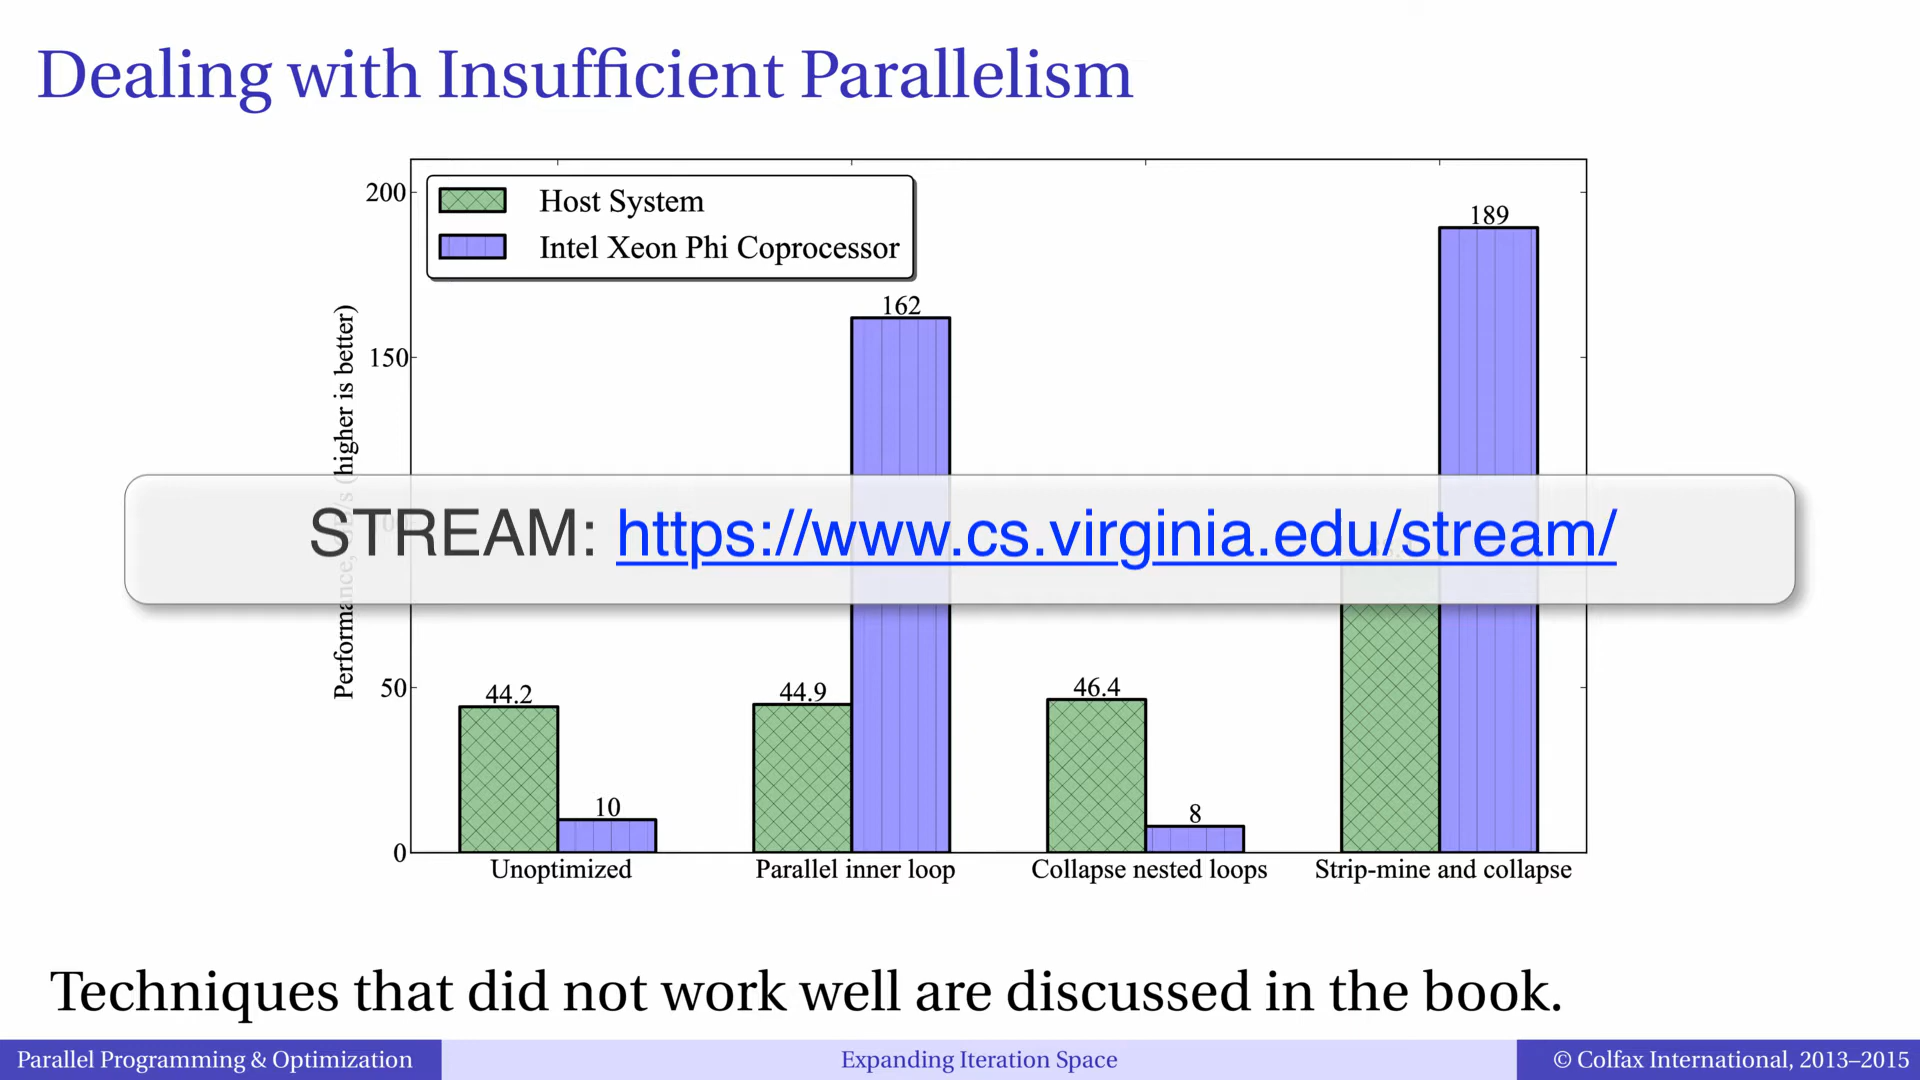 Dealing with Insufficient Parallelism
Host System
Intel Xeon Phi Coprocessor
Performance, GB/s (higher is better)
200
150
50
0
162
189
STREAM: https://www.cs.virginia.edu/stream/
44.2
10
44.9
46.4
8
Unoptimized
Parallel inner loop
Collapse nested loops
Strip-mine and collapse
Techniques that did not work well are discussed in the book.
Parallel Programming & Optimization
Expanding Iteration Space
© Colfax International, 2013–2015